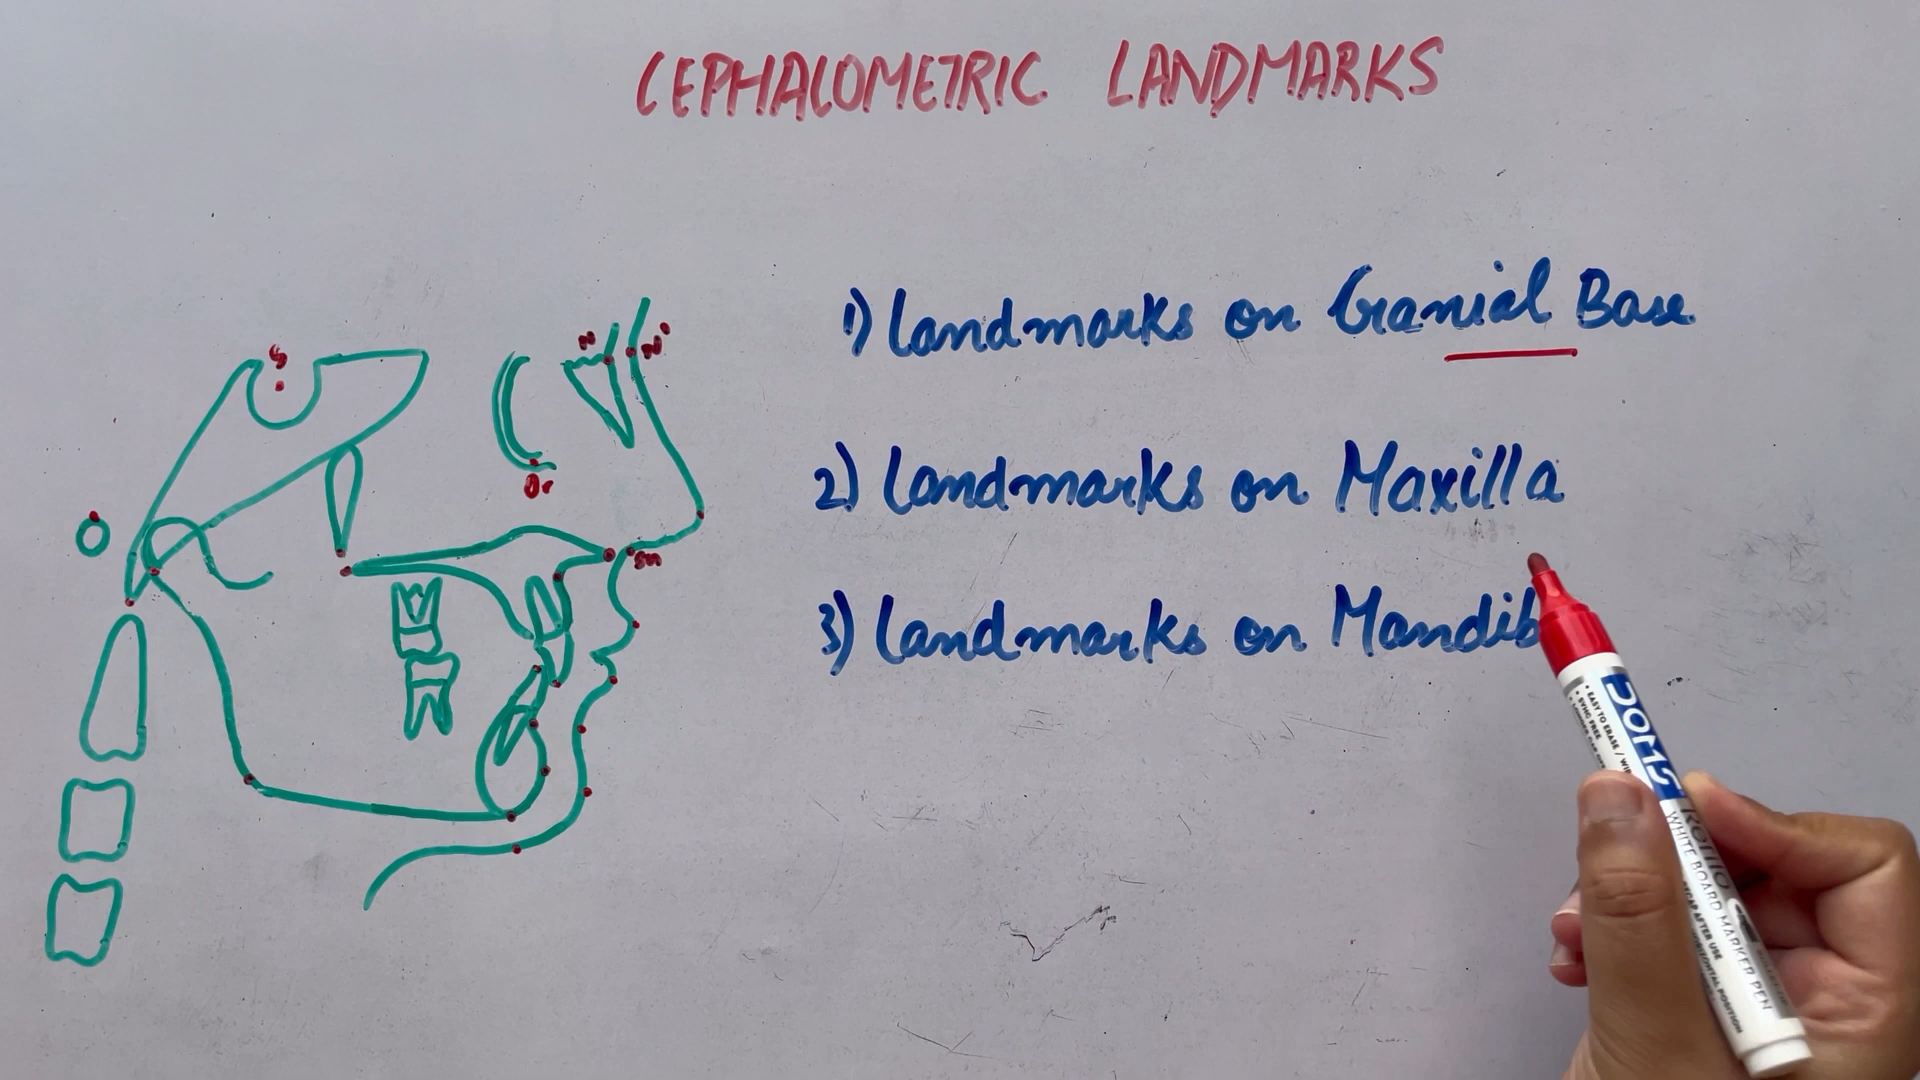 CEPHALOMETRIC LANDMARKS
1) Landmarks on Cranial Base
2) Landmarks on Maxilla
3) Landmarks on Mandib
S
N
N'
Or
Sn
DOMS
WHITE BOARD MARKER PEN